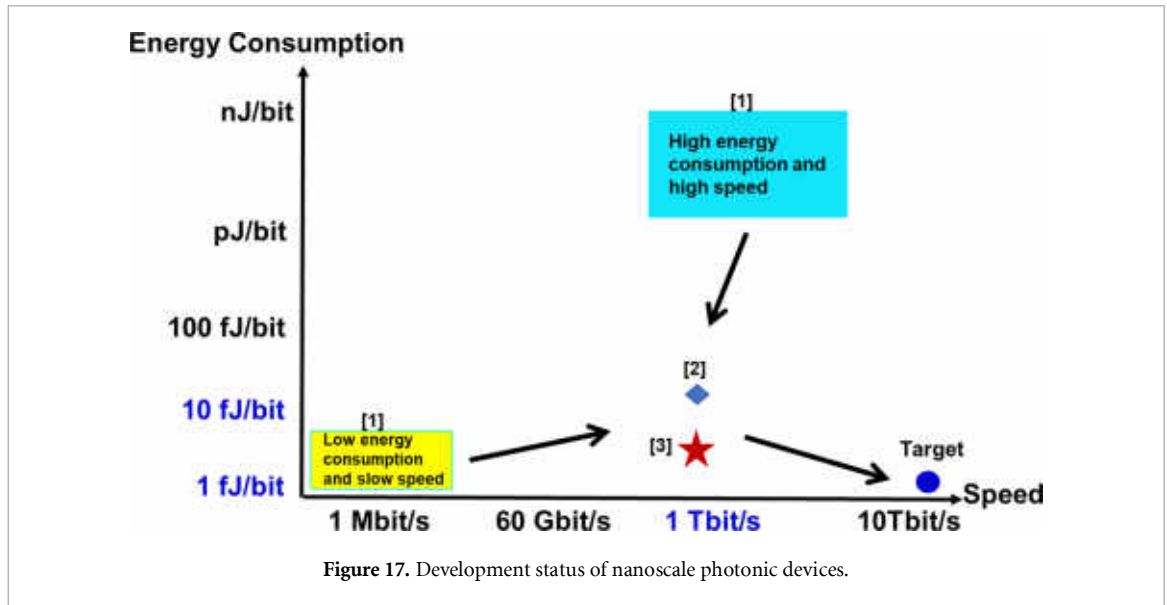 Energy Consumption
nJ/bit
[1]
High energy
consumption and
high speed
pJ/bit
100 fJ/bit
[2]
10 fJ/bit
[1]
Low energy
consumption
and slow speed
[3]
Target
1 fJ/bit
Speed
1 Mbit/s
60 Gbit/s
1 Tbit/s
10Tbit/s
Figure 17. Development status of nanoscale photonic devices.